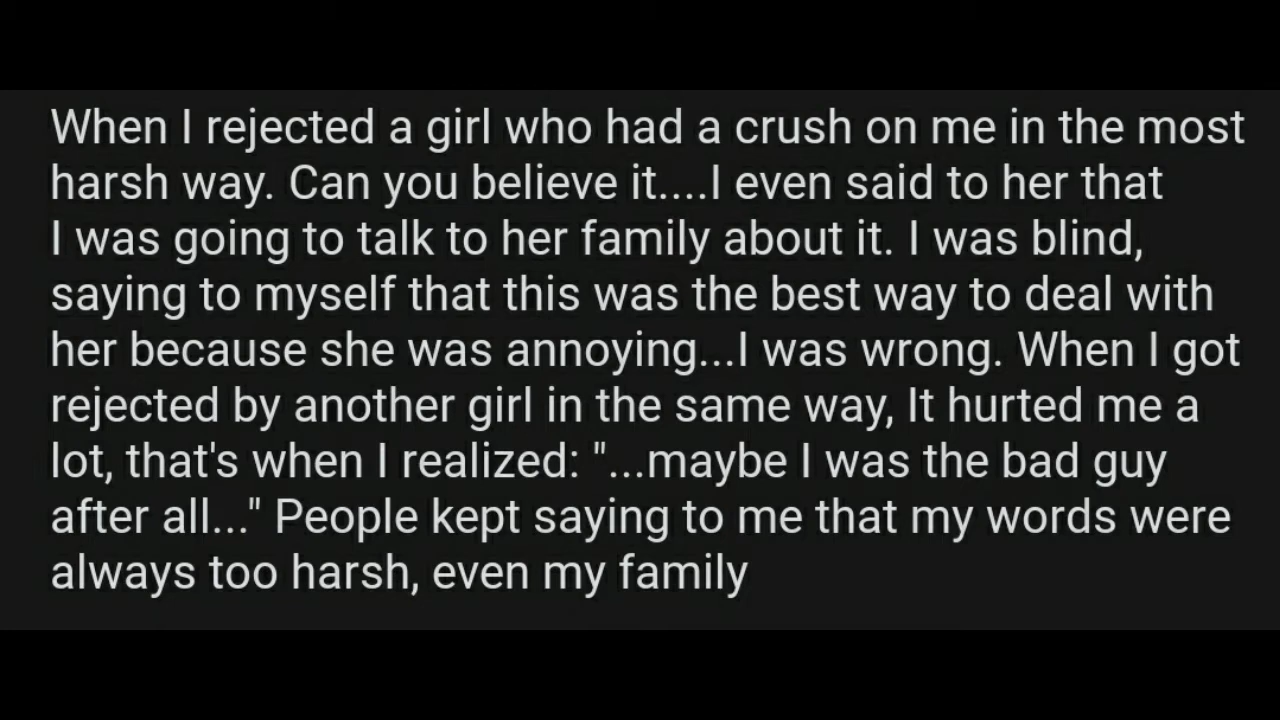 When I rejected a girl who had a crush on me in the most
harsh way. Can you believe it....I even said to her that
I was going to talk to her family about it. I was blind,
saying to myself that this was the best way to deal with
her because she was annoying...I was wrong. When I got
rejected by another girl in the same way, It hurted me a
lot, that's when I realized: "...maybe I was the bad guy
after all..." People kept saying to me that my words were
always too harsh, even my family